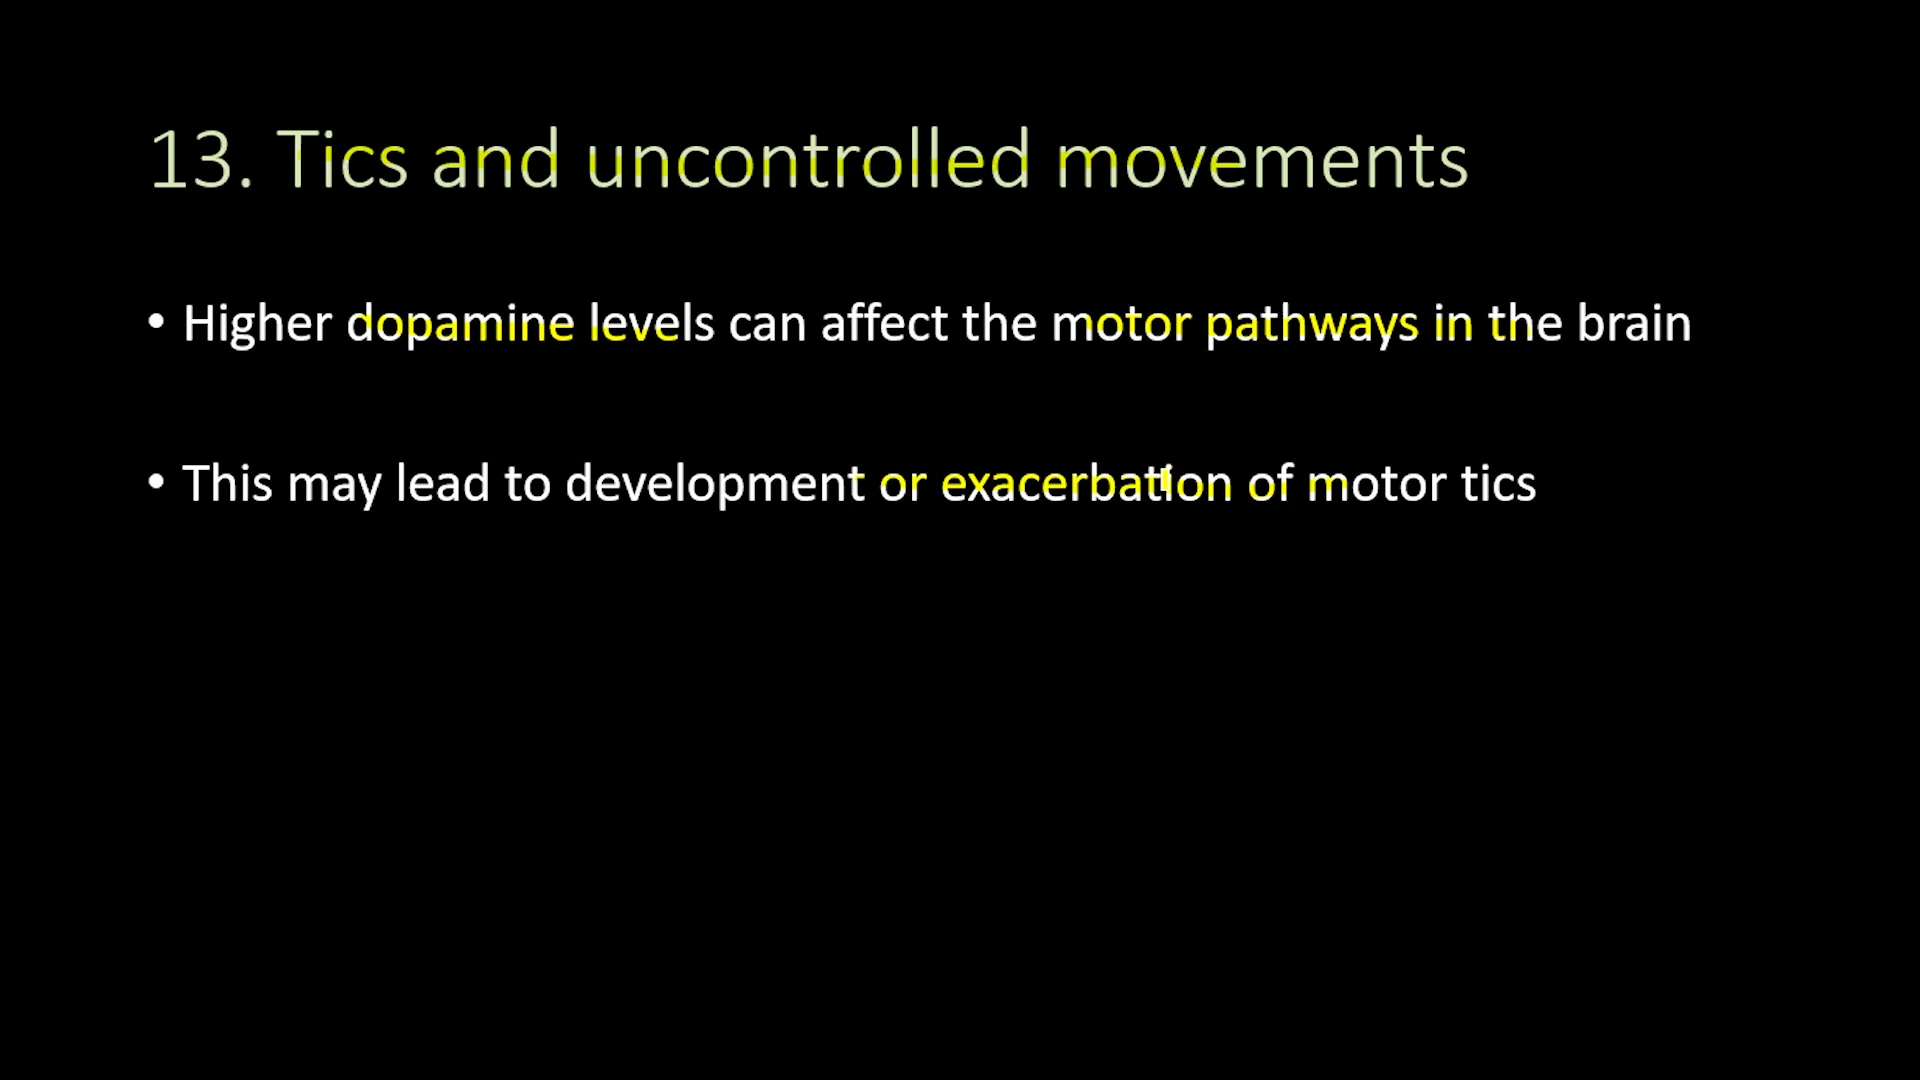 13. Tics and uncontrolled movements
• Higher dopamine levels can affect the motor pathways in the brain
• This may lead to development or exacerbation of motor tics